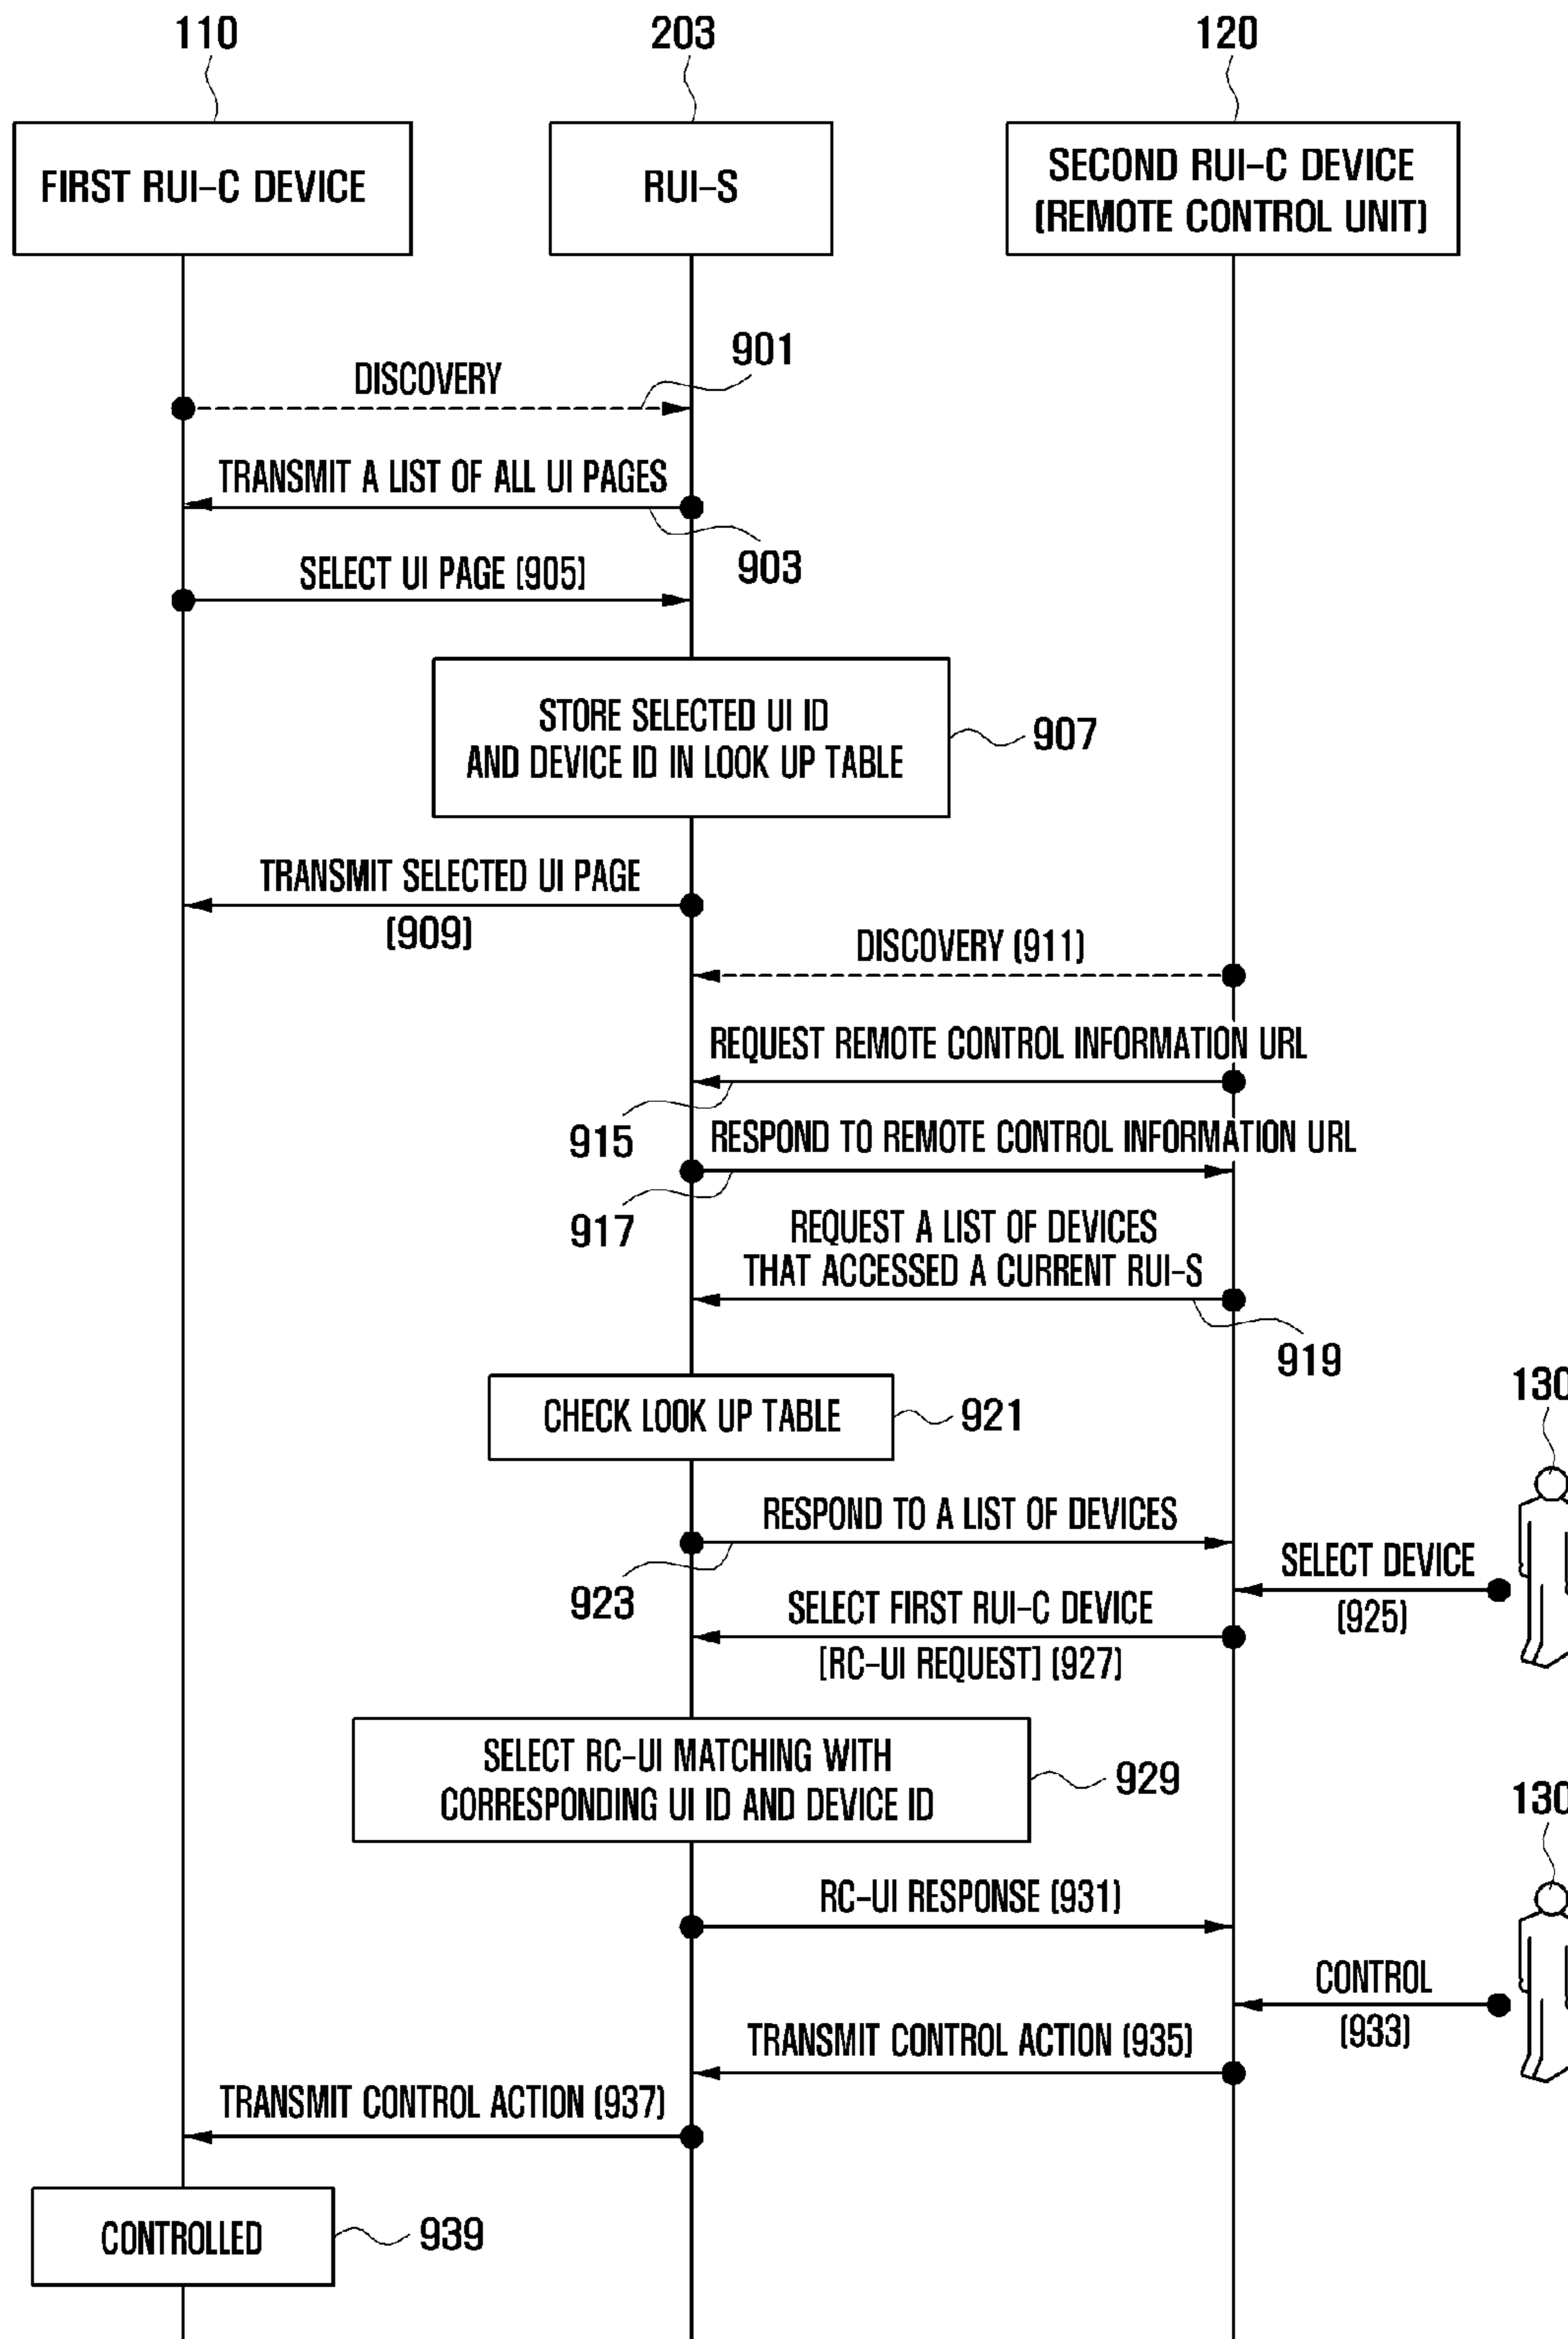 110
203
120
FIRST RUI-C DEVICE
RUI-S
SECOND RUI-C DEVICE
(REMOTE CONTROL UNIT)
901
DISCOVERY
TRANSMIT A LIST OF ALL UI PAGES
903
SELECT UI PAGE (905)
STORE SELECTED UI ID
AND DEVICE ID IN LOOK UP TABLE
907
TRANSMIT SELECTED UI PAGE
(909)
DISCOVERY (911)
REQUEST REMOTE CONTROL INFORMATION URL
915
RESPOND TO REMOTE CONTROL INFORMATION URL
917
REQUEST A LIST OF DEVICES
THAT ACCESSED A CURRENT RUI-S
919
130
CHECK LOOK UP TABLE
921
RESPOND TO A LIST OF DEVICES
923
SELECT DEVICE
(925)
SELECT FIRST RUI-C DEVICE
[RC-UI REQUEST] (927)
SELECT RC-UI MATCHING WITH
CORRESPONDING UI ID AND DEVICE ID
929
130
RC-UI RESPONSE (931)
CONTROL
(933)
TRANSMIT CONTROL ACTION (935)
TRANSMIT CONTROL ACTION (937)
CONTROLLED
939